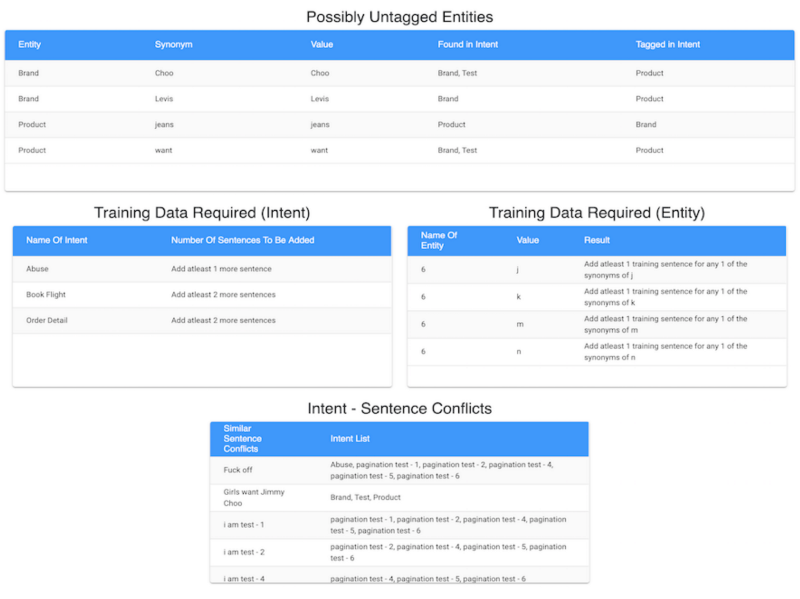 Possibly Untagged Entities
Entity Synonym Value Found in Intent Tagged in Intent
Brand Choo Choo Brand, Test Product
Brand Levis Levis Brand Product
Product jeans jeans Product Brand
Product want want Brand, Test Product
Training Data Required (Intent)
Name Of Intent Number Of Sentences To Be Added
Abuse Add atleast 1 more sentence
Book Flight Add atleast 2 more sentences
Order Detail Add atleast 2 more sentences
Training Data Required (Entity)
Name Of
Entity Value Result
6 j Add atleast 1 training sentence for any 1 of the
synonyms of j
6 k Add atleast 1 training sentence for any 1 of the
synonyms of k
6 m Add atleast 1 training sentence for any 1 of the
synonyms of m
6 n Add atleast 1 training sentence for any 1 of the
synonyms of n
Intent - Sentence Conflicts
Similar
Sentence
Conflicts Intent List
Fuck off Abuse, pagination test - 1, pagination test - 2, pagination test - 4,
pagination test - 5, pagination test - 6
Girls want Jimmy
Choo Brand, Test, Product
i am test - 1 pagination test - 1, pagination test - 2, pagination test - 4, pagination
test - 5, pagination test - 6
i am test - 2 pagination test - 2, pagination test - 4, pagination test - 5, pagination
test - 6
i am test - 4 pagination test - 4, pagination test - 5, pagination test - 6